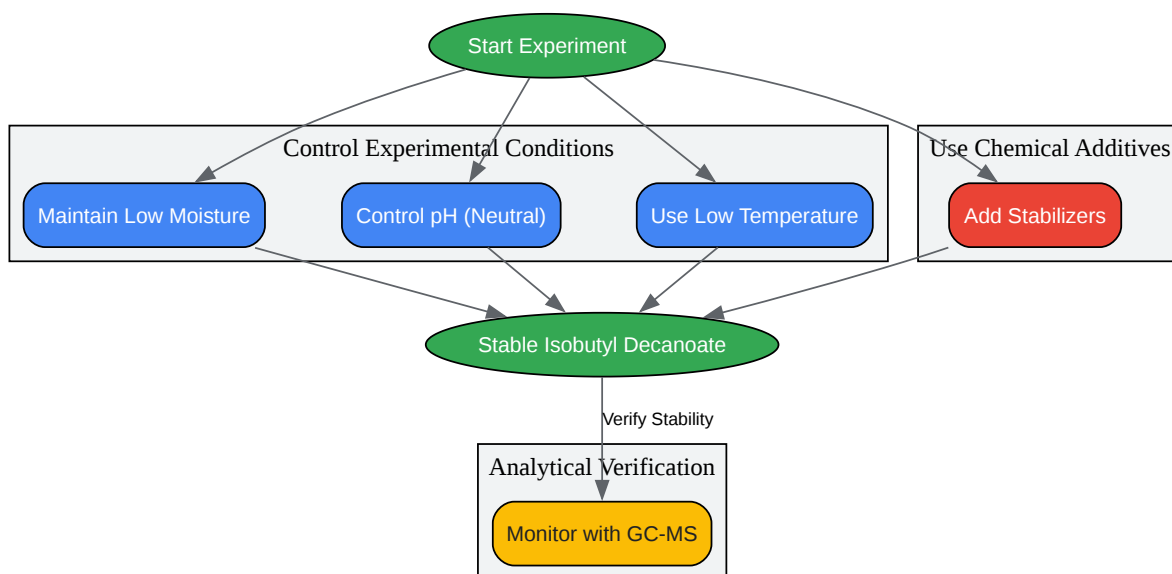 Start Experiment
Control Experimental Conditions
Use Chemical Additives
Maintain Low Moisture
Control pH (Neutral)
Use Low Temperature
Add Stabilizers
Stable Isobutyl Decanoate
Verify Stability
Analytical Verification
Monitor with GC-MS